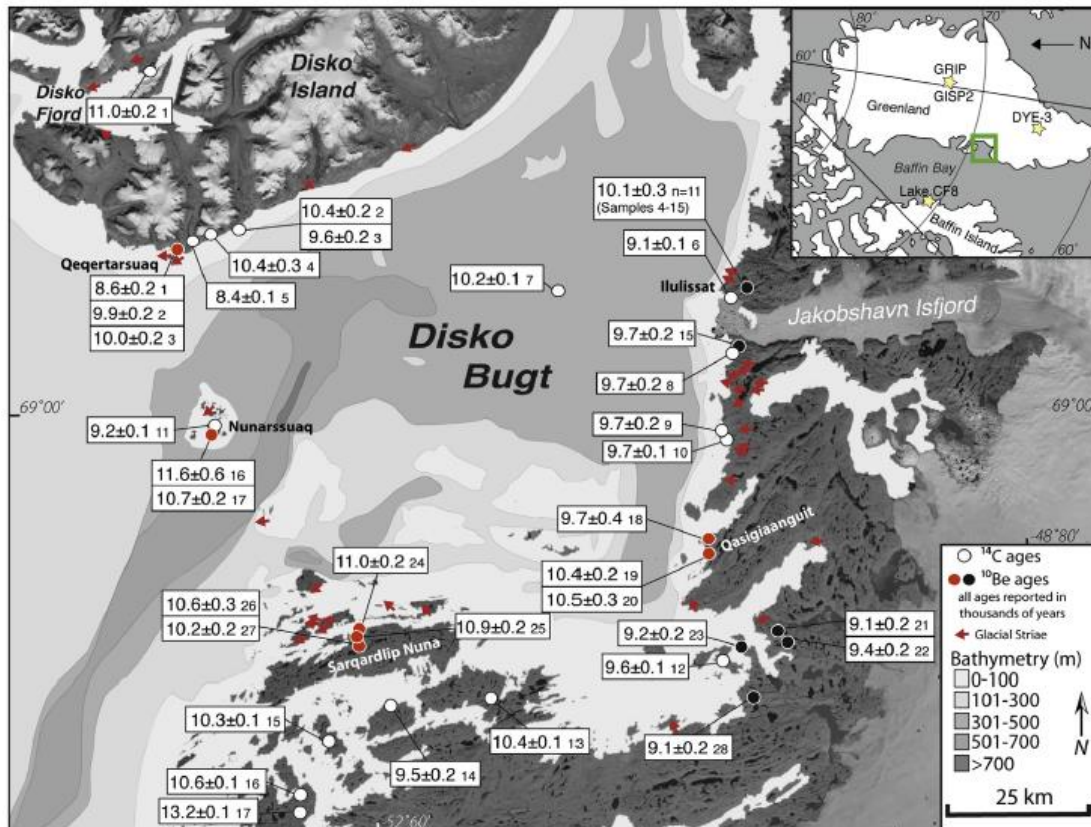 Disko Fjord
11.0±0.2 1
Disko Island
10.4±0.2 2
9.6±0.2 3
10.4±0.3 4
8.4±0.1 5
Qeqertarsuaq
8.6±0.2 1
9.9±0.2 2
10.0±0.2 3
10.2±0.1 7
10.1±0.3 n=11
(Samples 4-15)
9.1±0.1 6
Ilulissat
Jakobshavn Isfjord
Disko
Bugt
9.7±0.2 15
9.7±0.2 8
9.7±0.2 9
9.7±0.1 10
69°00'
69°00'
9.2±0.1 11
Nunarssuaq
11.6±0.6 16
10.7±0.2 17
9.7±0.4 18
Qasigiaanguit
10.4±0.2 19
10.5±0.3 20
-48°80'
11.0±0.2 24
10.6±0.3 26
10.2±0.2 27
10.9±0.2 25
Sarqardliip Nuna
9.2±0.2 23
9.6±0.1 12
9.1±0.2 21
9.4±0.2 22
10.3±0.1 15
10.4±0.1 13
9.1±0.2 28
9.5±0.2 14
10.6±0.1 16
13.2±0.1 17
-52°60'
80°
70°
60°
40°
60°
N
GRIP
GISP2
Greenland
DYE-3
Baffin Bay
Lake CF8
Baffin Island
¹⁴C ages
¹⁰Be ages
all ages reported in
thousands of years
Glacial Striae
Bathymetry (m)
0-100
101-300
301-500
501-700
>700
N
25 km